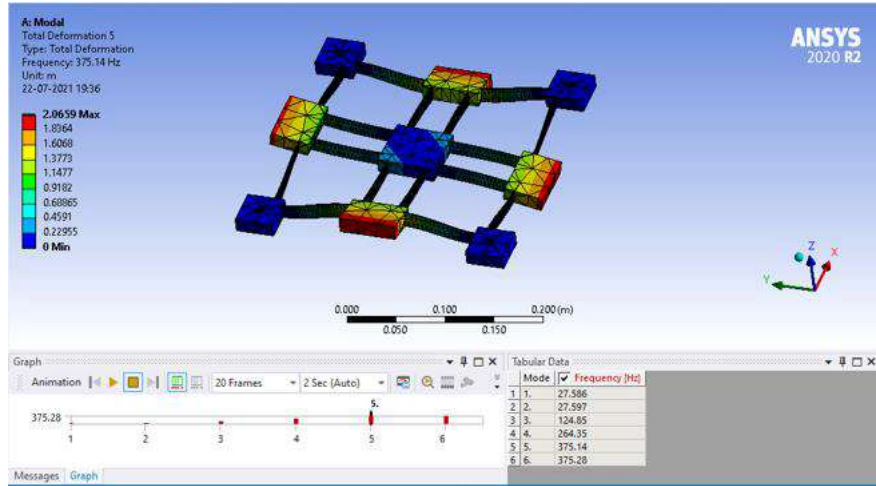 A: Modal
Total Deformation 5
Type: Total Deformation
Frequency: 375.14 Hz
Unit: m
22-07-2021 19:36
2.0659 Max
1.8364
1.6068
1.3773
1.1477
0.9182
0.68865
0.4591
0.22955
0 Min
ANSYS
2020 R2
Z
X
Y
0.000 0.100 0.200 (m)
0.050 0.150
Graph
Animation 20 Frames 2 Sec (Auto)
5.
375.28
1 2 3 4 5 6
Messages Graph
Tabular Data
Mode Frequency [Hz]
1 1. 27.586
2 2. 27.597
3 3. 124.85
4 4. 264.35
5 5. 375.14
6 6. 375.28